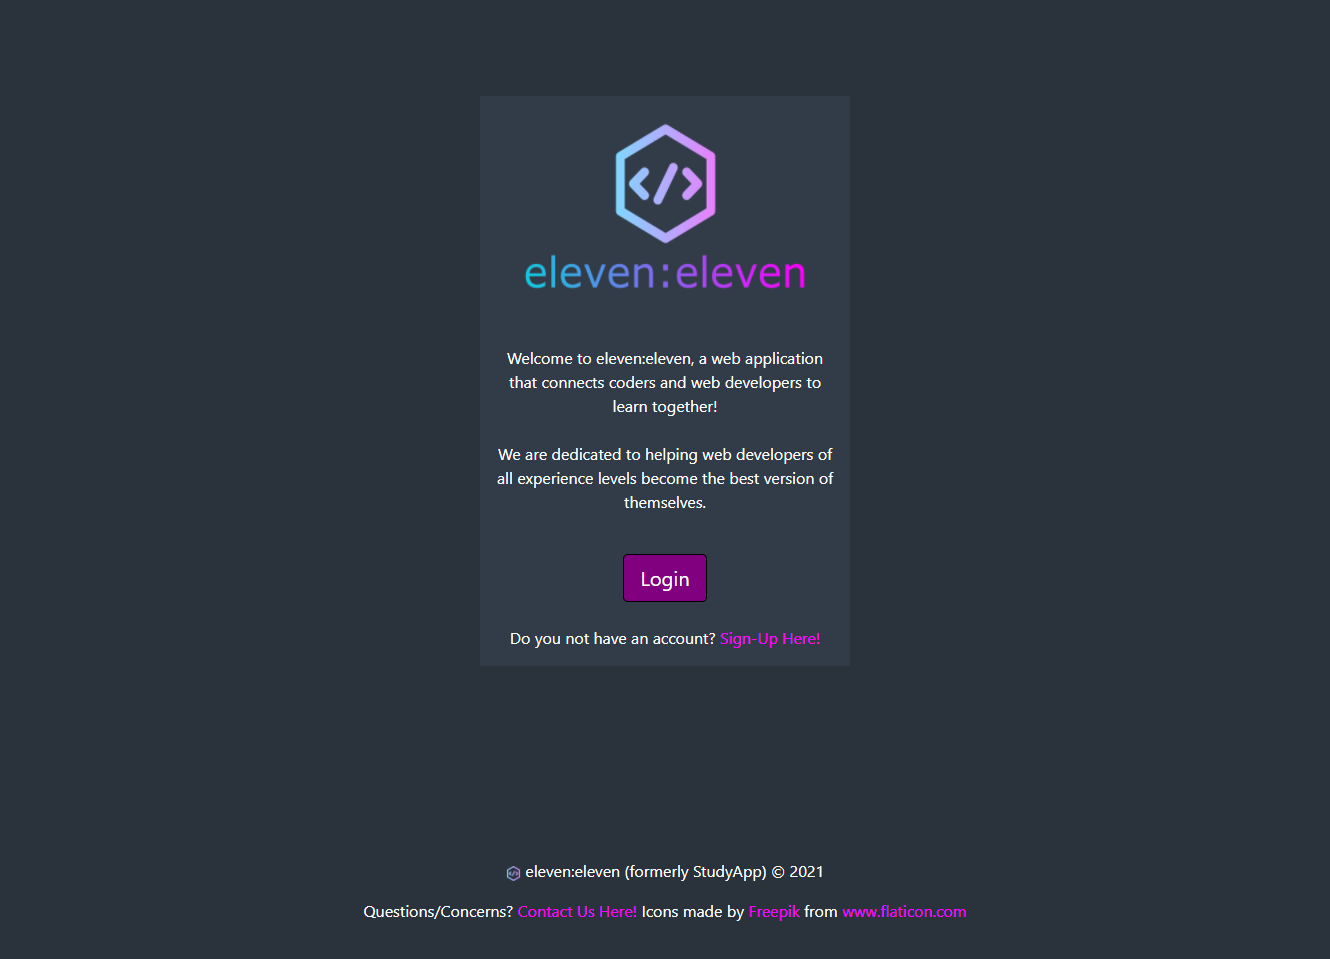 </>
eleven:eleven
Welcome to eleven:eleven, a web application
that connects coders and web developers to
learn together!
We are dedicated to helping web developers of
all experience levels become the best version of
themselves.
Login
Do you not have an account? Sign-Up Here!
eleven:eleven (formerly StudyApp) © 2021
Questions/Concerns? Contact Us Here! Icons made by Freepik from www.flaticon.com